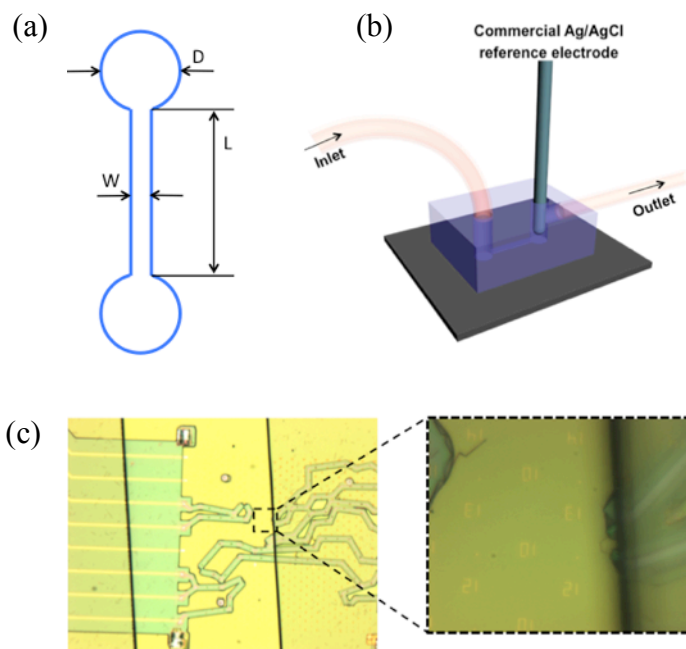 (a)
D
L
W
(b)
Commercial Ag/AgCl
reference electrode
Inlet
Outlet
(c)